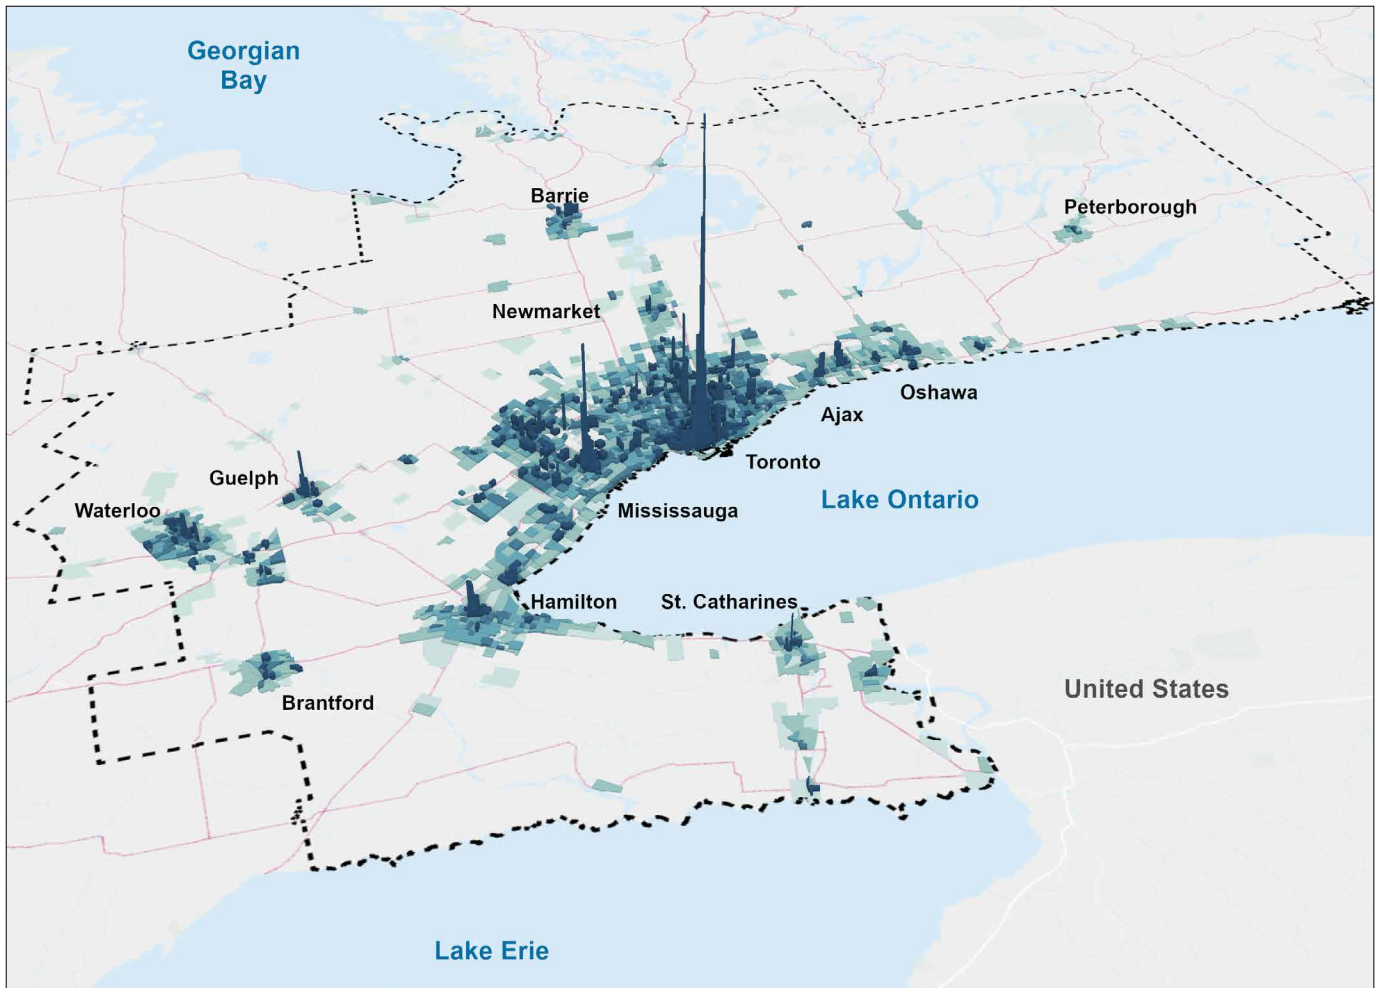 Georgian
Bay
Barrie
Peterborough
Newmarket
Oshawa
Ajax
Toronto
Guelph
Lake Ontario
Waterloo
Mississauga
Hamilton
St. Catharines
United States
Brantford
Lake Erie